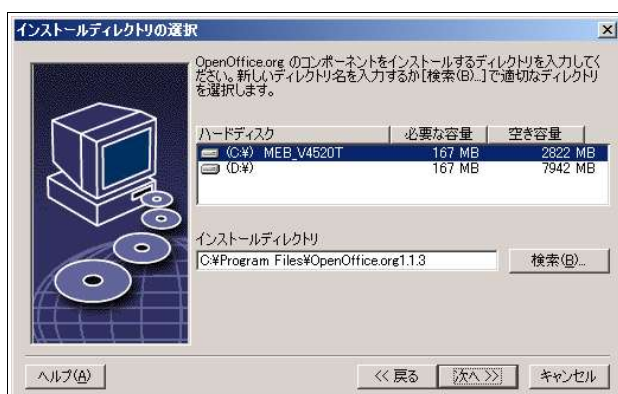 インストールディレクトリの選択
OpenOffice.org のコンポーネントをインストールするディレクトリを入力してく
ださい。新しいディレクトリ名を入力するか[検索(B)...]で適切なディレクトリ
を選択します。
ハードディスク 必要な容量 空き容量
(C:¥) MEB_V4520T 167 MB 2822 MB
(D:¥) 167 MB 7942 MB
インストールディレクトリ
C:¥Program Files¥OpenOffice.org1.1.3
検索(B)...
ヘルプ(A) << 戻る 次へ >> キャンセル